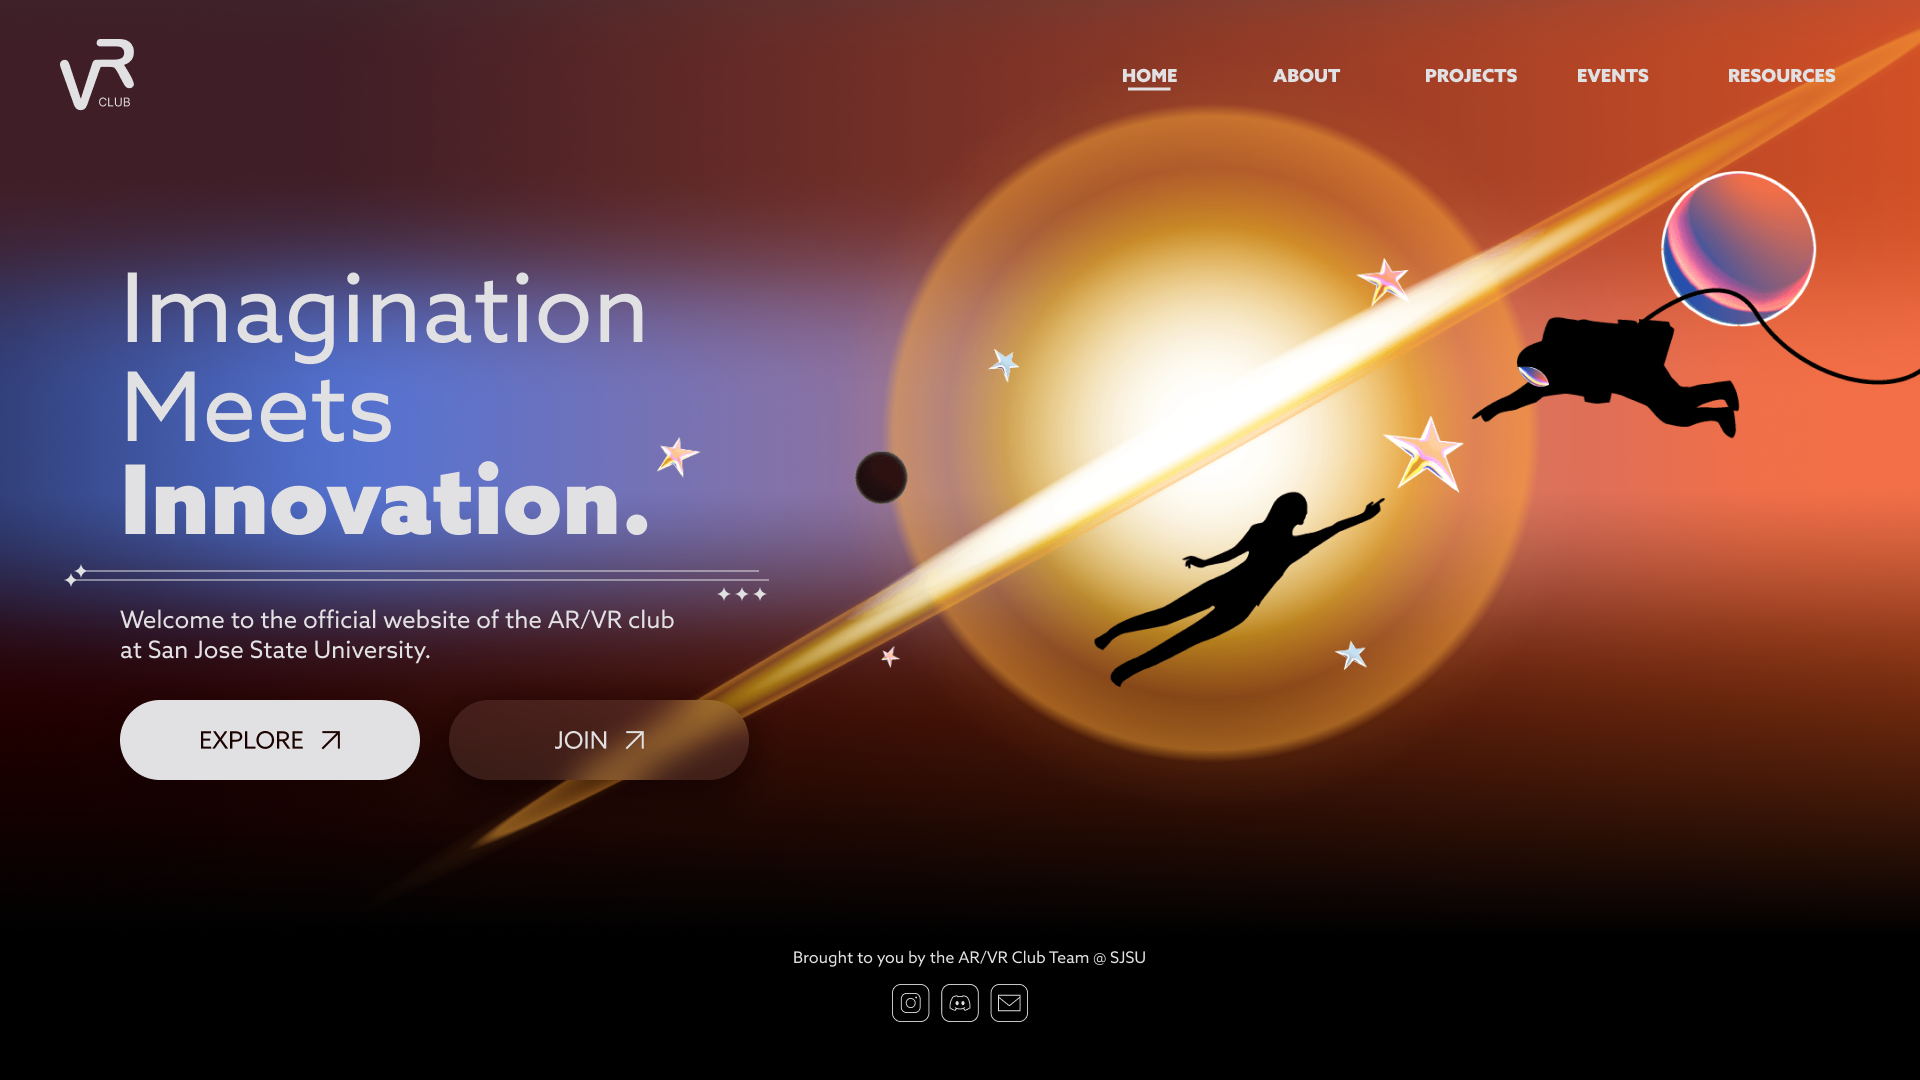 VR
CLUB
HOME ABOUT PROJECTS EVENTS RESOURCES
Imagination
Meets
Innovation.
Welcome to the official website of the AR/VR club
at San Jose State University.
EXPLORE JOIN
Brought to you by the AR/VR Club Team @ SJSU